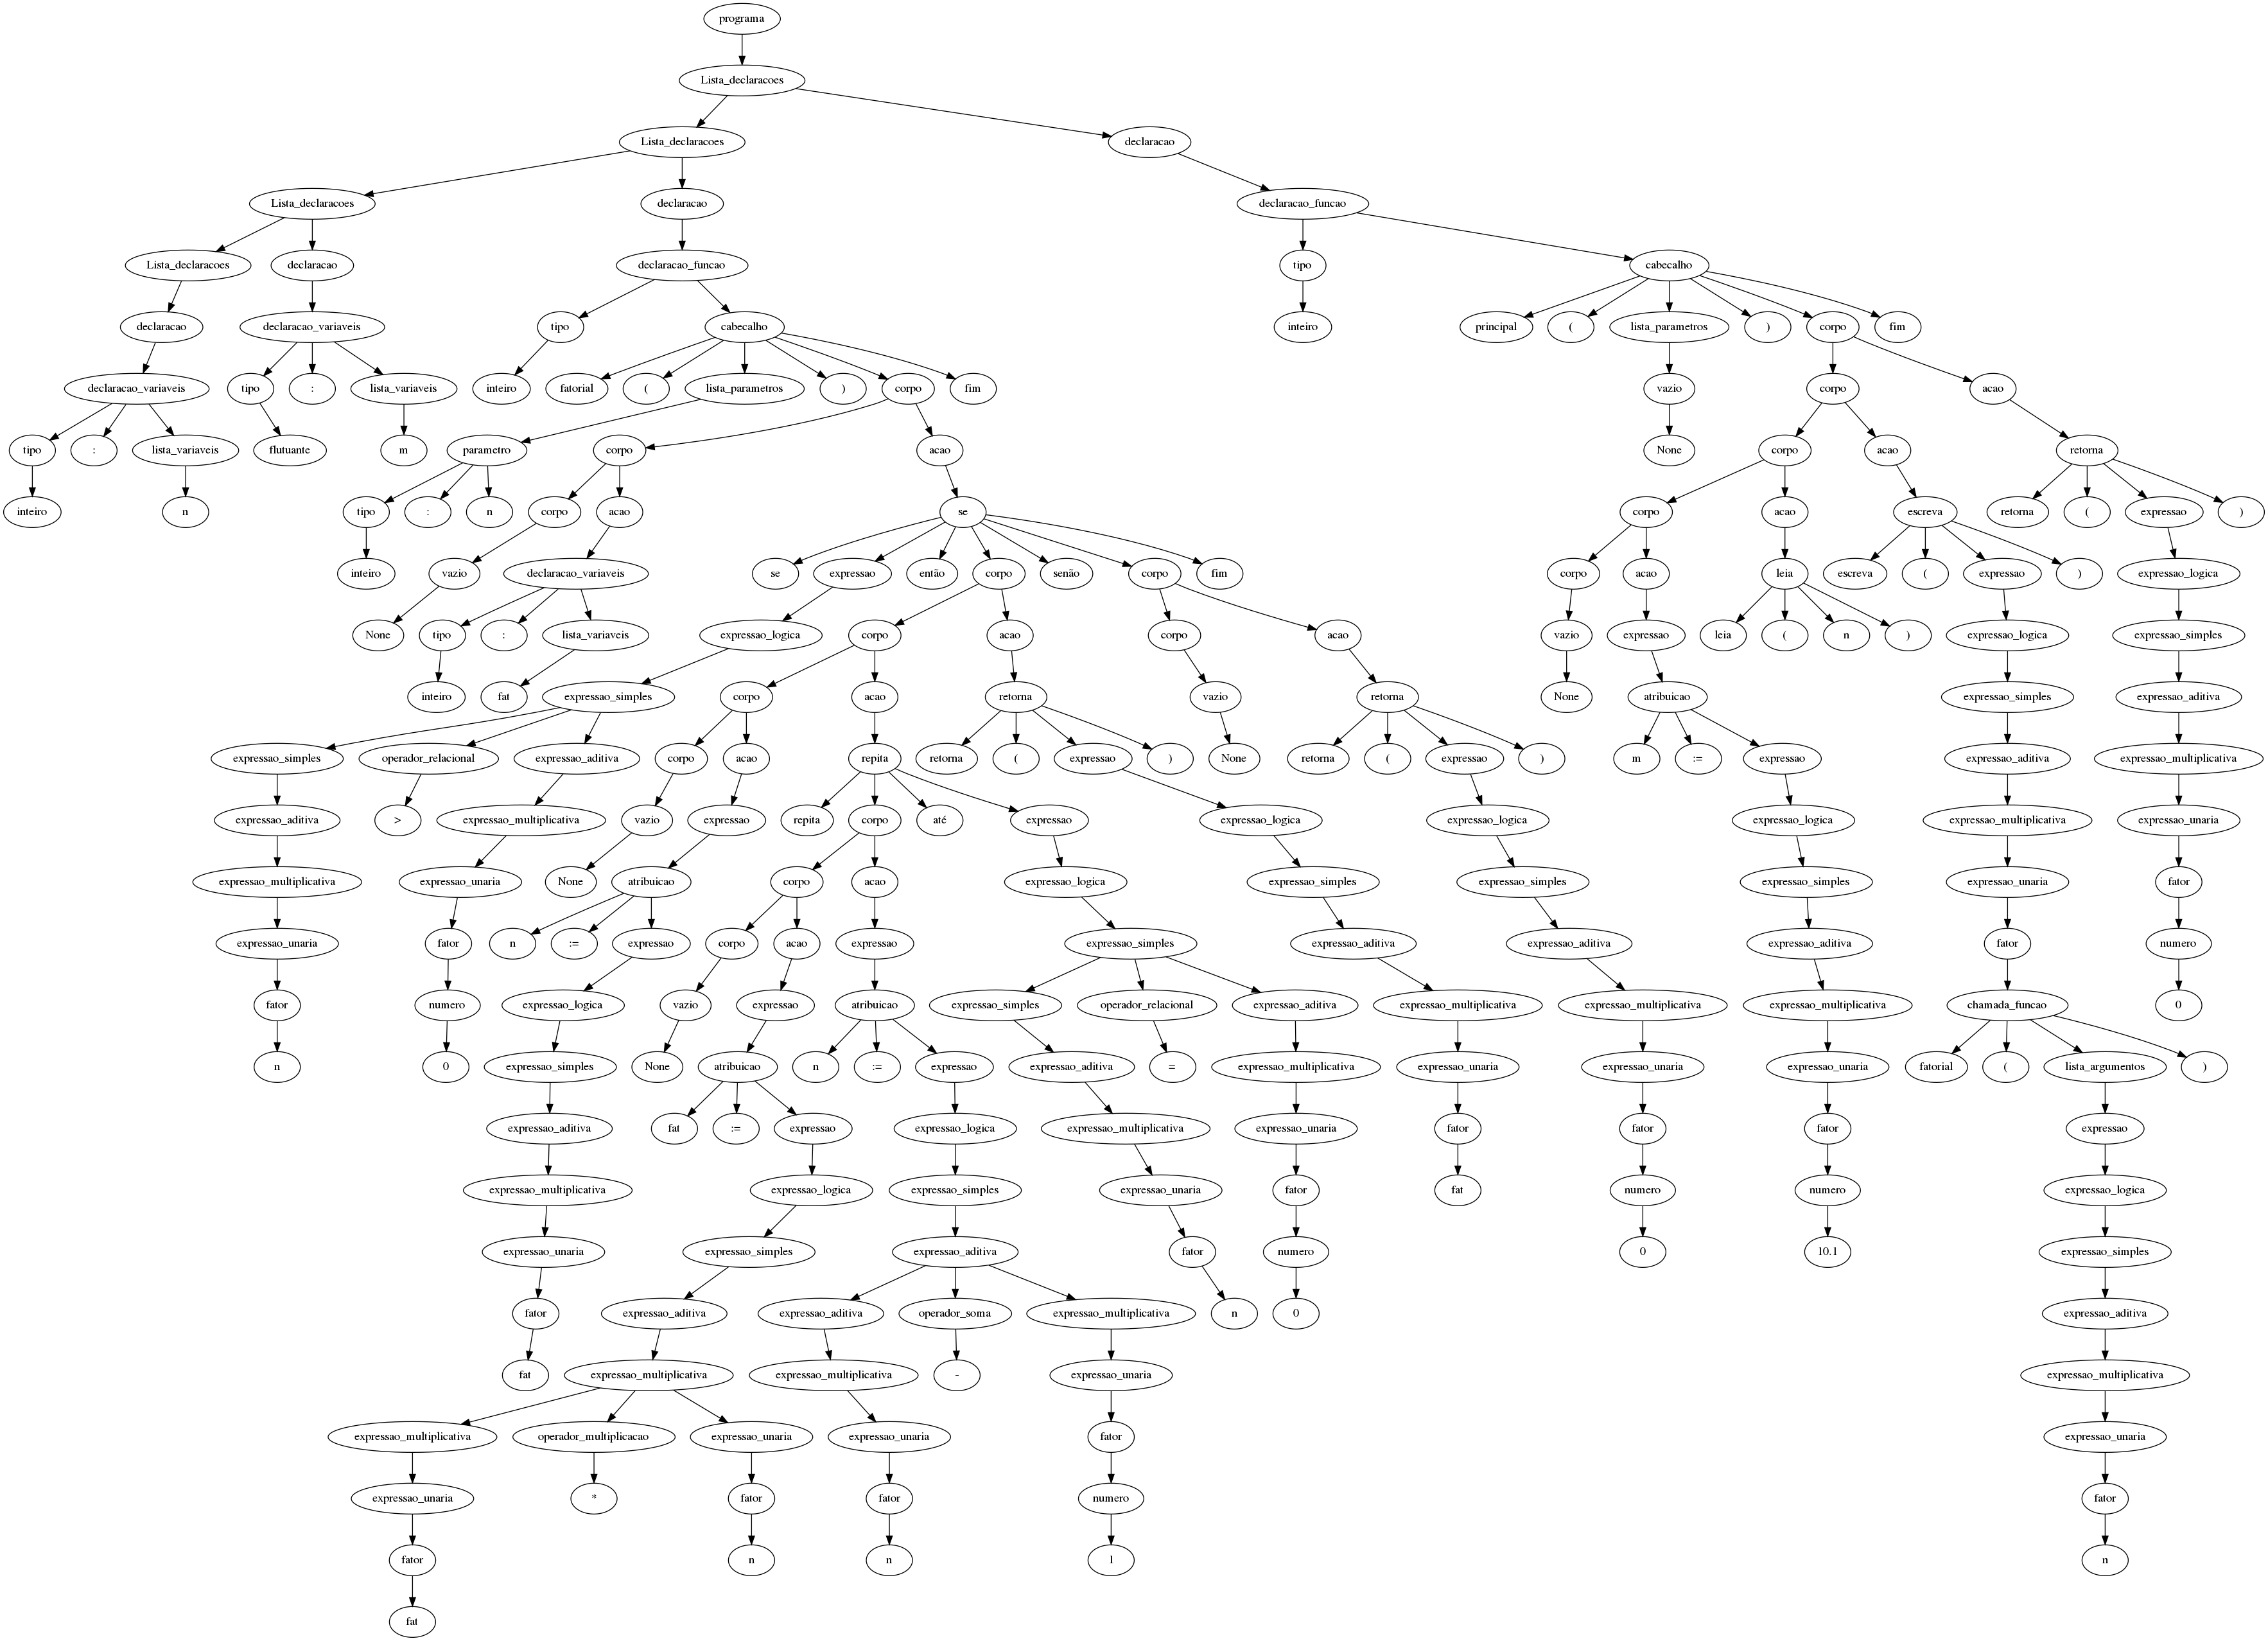 programa
Lista_declaracoes
Lista_declaracoes declaracao
Lista_declaracoes declaracao declaracao_funcao
Lista_declaracoes declaracao declaracao_funcao tipo cabecalho
declaracao declaracao_variaveis tipo cabecalho inteiro principal ( lista_parametros ) corpo fim
declaracao_variaveis tipo : lista_variaveis inteiro fatorial ( lista_parametros ) corpo fim vazio corpo acao
tipo : lista_variaveis flutuante m parametro corpo acao None corpo acao retorna
inteiro n tipo : n corpo acao se corpo acao escreva retorna ( expressao )
inteiro vazio declaracao_variaveis se expressao então corpo senão corpo fim corpo acao leia escreva ( expressao ) expressao_logica
None tipo : lista_variaveis expressao_logica corpo acao corpo acao vazio expressao leia ( n ) expressao_logica expressao_simples
inteiro fat expressao_simples corpo acao retorna vazio retorna None atribuicao expressao_simples expressao_aditiva
expressao_simples operador_relacional expressao_aditiva corpo acao repita retorna ( expressao ) None retorna ( expressao ) m := expressao expressao_aditiva expressao_multiplicativa
expressao_aditiva > expressao_multiplicativa vazio expressao repita corpo até expressao expressao_logica expressao_logica expressao_logica expressao_multiplicativa expressao_unaria
expressao_multiplicativa expressao_unaria None atribuicao corpo acao expressao_logica expressao_simples expressao_simples expressao_simples expressao_unaria fator
expressao_unaria fator n := expressao corpo acao expressao expressao_simples expressao_aditiva expressao_aditiva expressao_aditiva fator numero
fator numero expressao_logica vazio expressao atribuicao expressao_simples operador_relacional expressao_aditiva expressao_multiplicativa expressao_multiplicativa expressao_multiplicativa chamada_funcao 0
n 0 expressao_simples None atribuicao n := expressao expressao_aditiva = expressao_multiplicativa expressao_unaria expressao_unaria expressao_unaria fatorial ( lista_argumentos )
expressao_aditiva fat := expressao expressao_logica expressao_multiplicativa expressao_unaria fator fator fator expressao
expressao_multiplicativa expressao_logica expressao_simples expressao_unaria fator fat numero numero expressao_logica
expressao_unaria expressao_simples expressao_aditiva fator numero 0 10.1 expressao_simples
fator expressao_aditiva expressao_aditiva operador_soma expressao_multiplicativa n 0 expressao_aditiva
fat expressao_multiplicativa expressao_multiplicativa - expressao_unaria expressao_multiplicativa
expressao_multiplicativa operador_multiplicacao expressao_unaria expressao_unaria fator expressao_unaria
expressao_unaria * fator fator numero fator
fator n n 1 n
fat